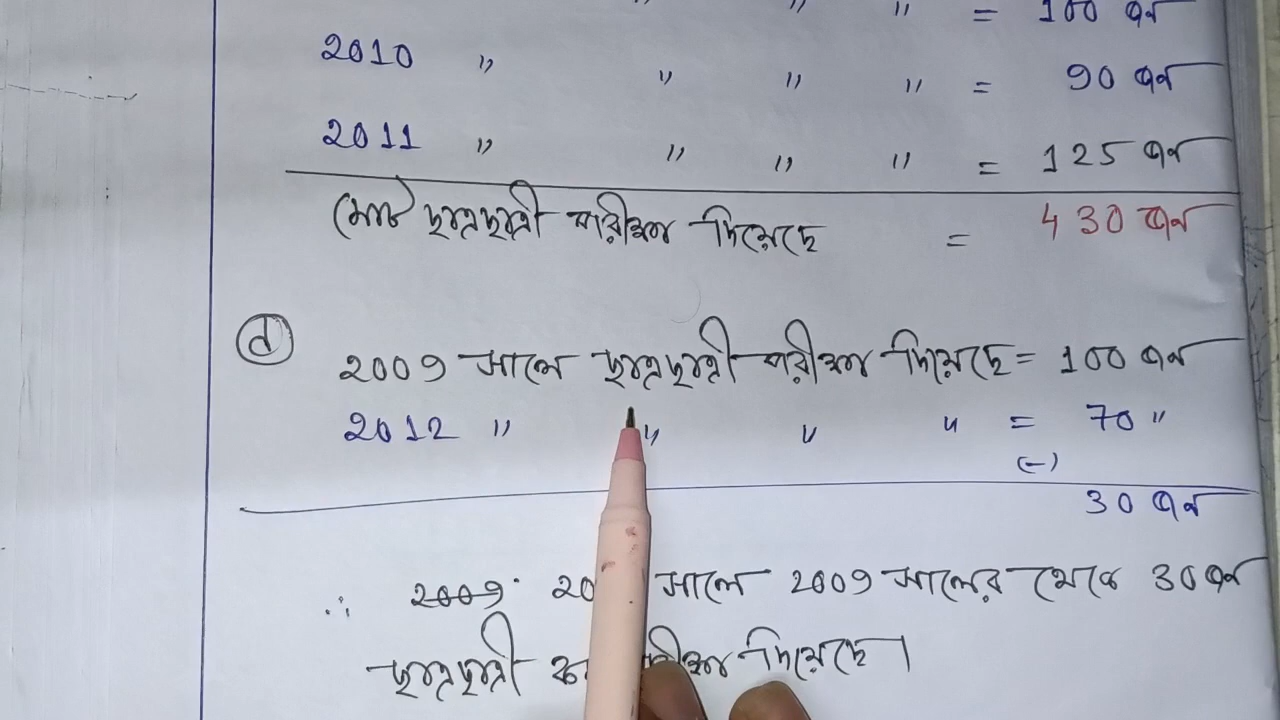 " " " = 100 জন
2010 " " " " = 90 জন
2011 " " " " = 125 জন
মোট ছাত্রছাত্রী পরীক্ষা দিয়েছে = 430 জন
d 2009 সালে ছাত্রছাত্রী পরীক্ষা দিয়েছে = 100 জন
2012 " " " " = 70 "
(-)
30 জন
∴ 2009 সালে 2009 সালের থেকে 30 জন
ছাত্রছাত্রী দিয়েছে।